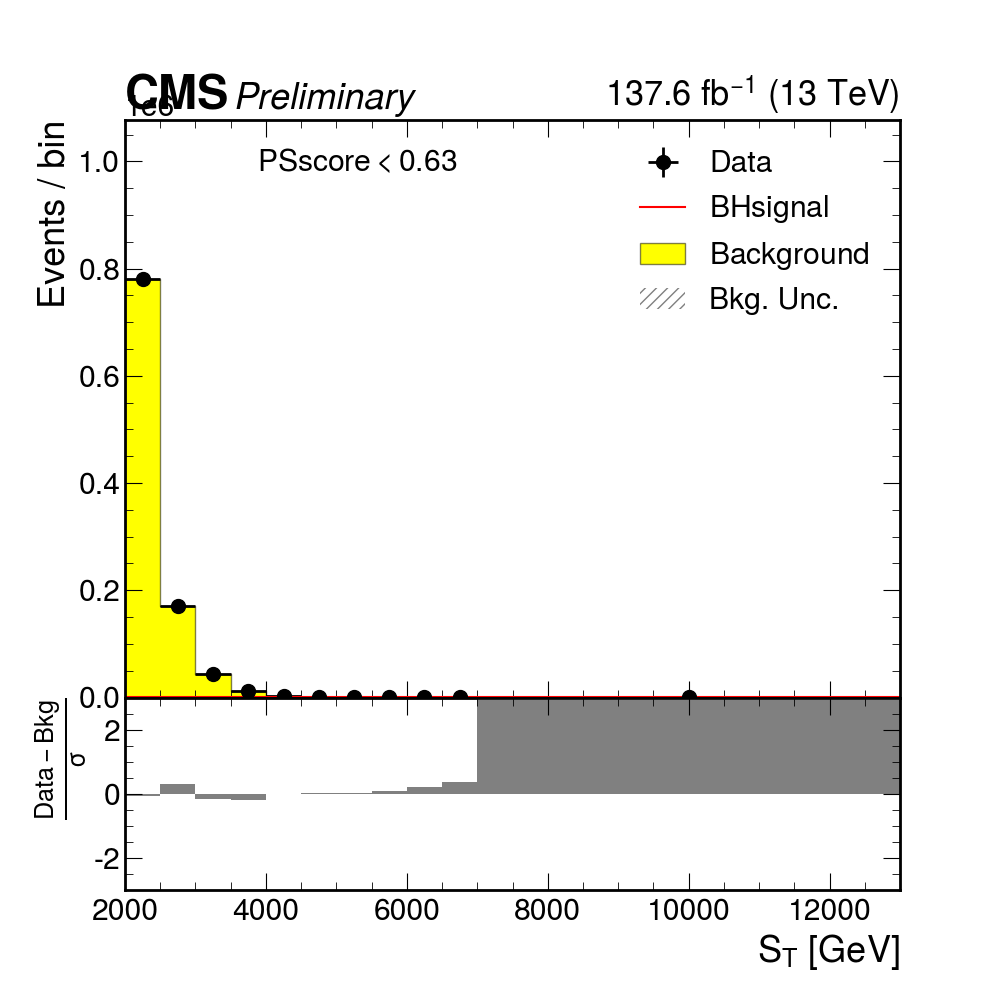 CMS Preliminary 137.6 fb⁻¹ (13 TeV)
1e6
Events / bin
PSscore < 0.63
Data
BHsignal
Background
Bkg. Unc.
1.0
0.8
0.6
0.4
0.2
0.0
Data – Bkg
σ
2
0
-2
2000 4000 6000 8000 10000 12000
S_T [GeV]